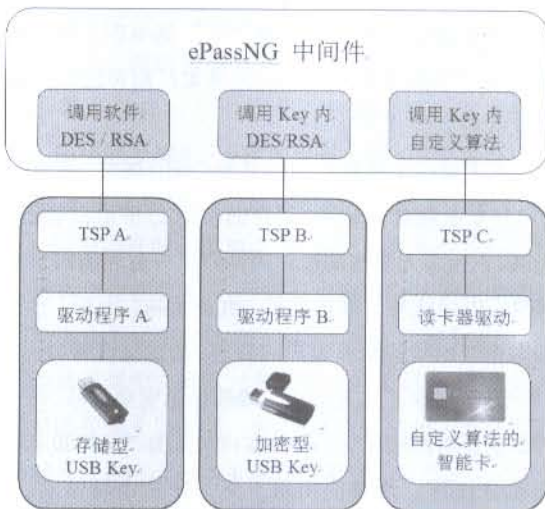 ePassNG 中间件
调用软件
DES / RSA
调用 Key 内
DES/RSA
调用 Key 内
自定义算法
TSP A
TSP B
TSP C
驱动程序 A
驱动程序 B
读卡器驱动
存储型
USB Key
加密型
USB Key
自定义算法的
智能卡